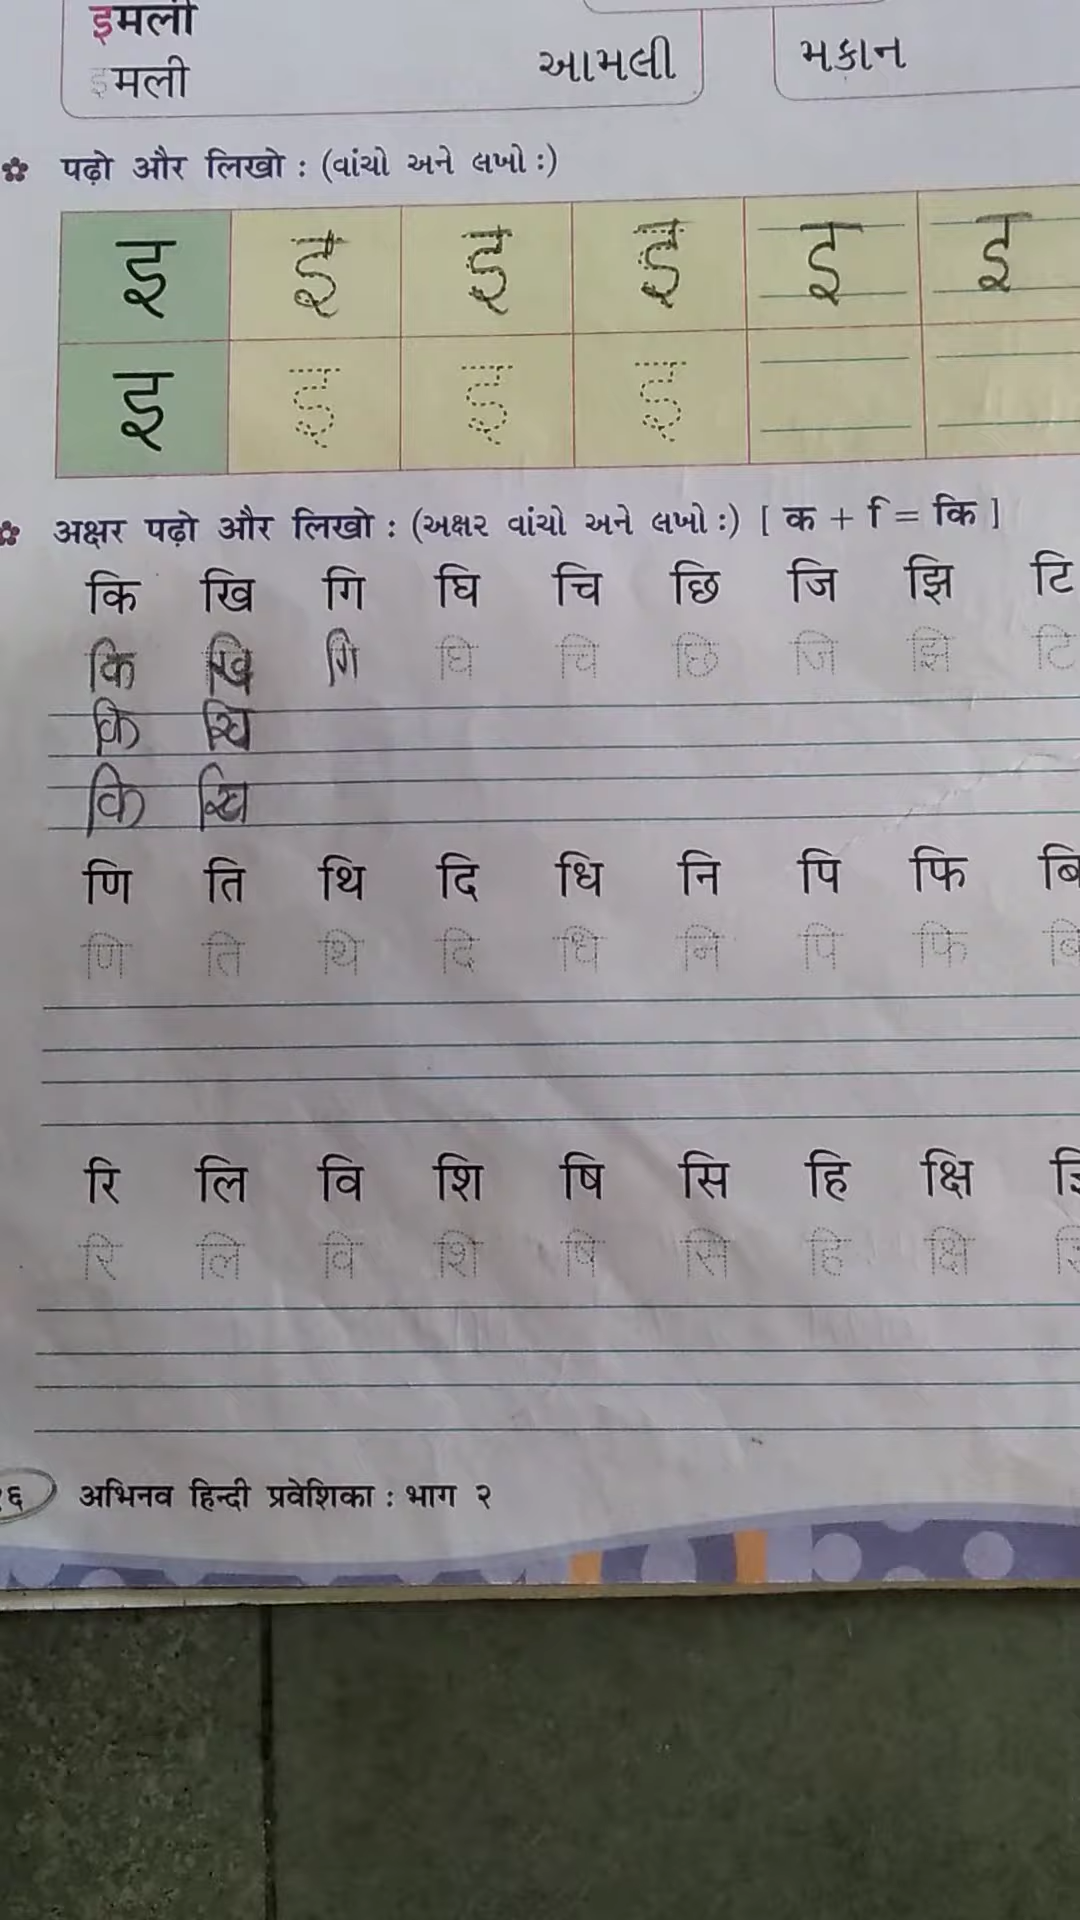 इमली
इमली આમલી મકાન
पढ़ो और लिखो : (વાંચો અને લખો :)
इ इ इ इ इ इ
इ इ इ इ
अक्षर पढ़ो और लिखो : (અક્ષર વાંચો અને લખો :) [ क + ि = कि ]
कि खि गि घि चि छि जि झि टि
कि खि गि घि चि छि जि झि टि
कि खि
कि खि
णि ति थि दि धि नि पि फि बि
णि ति थि दि धि नि पि फि बि
रि लि वि शि षि सि हि क्षि
रि लि वि शि षि सि हि क्षि
अभिनव हिन्दी प्रवेशिका : भाग २